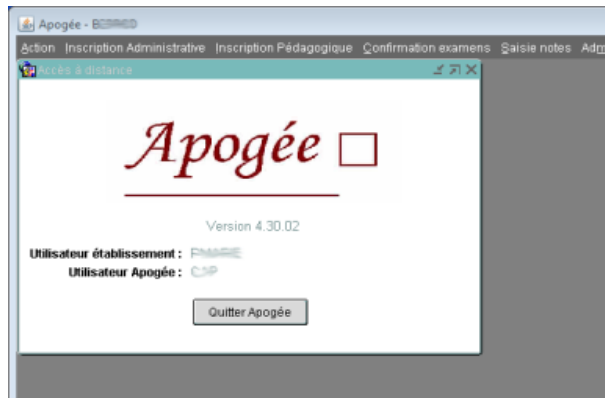 Apogée -
Action Inscription Administrative Inscription Pédagogique Confirmation examens Saisie notes Adm
Accès à distance
Apogée
Version 4.30.02
Utilisateur établissement :
Utilisateur Apogée :
Quitter Apogée